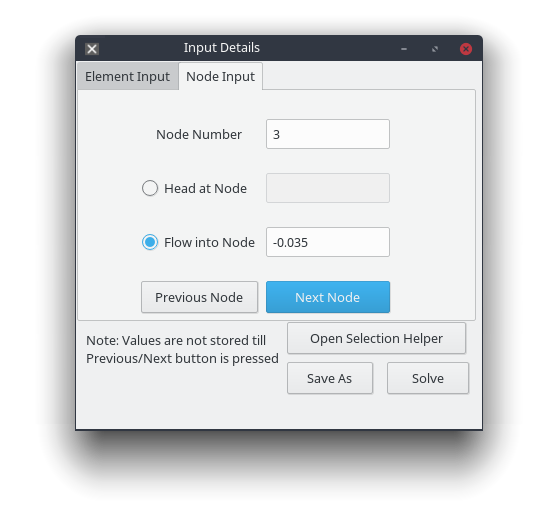 Input Details
Element Input Node Input
Node Number 3
Head at Node
Flow into Node -0.035
Previous Node Next Node
Note: Values are not stored till
Previous/Next button is pressed
Open Selection Helper
Save As Solve